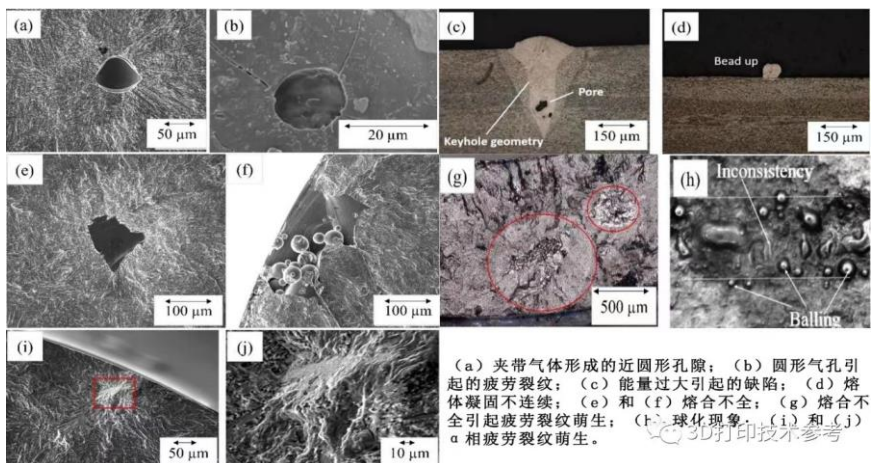 (a)
50 μm
(b)
20 μm
(c)
Pore
Keyhole geometry
150 μm
(d)
Bead up
150 μm
(e)
100 μm
(f)
100 μm
(g)
500 μm
(h)
Inconsistency
Balling
(i)
50 μm
(j)
10 μm
(a)夹带气体形成的近圆形孔隙；(b)圆形气孔引
起的疲劳裂纹；(c)能量过大引起的缺陷；(d)熔
体凝固不连续；(e)和(f)熔合不全；(g)熔合不
全引起疲劳裂纹萌生；(h)球化现象；(i)和(j)
α相疲劳裂纹萌生。
3D打印技术参考